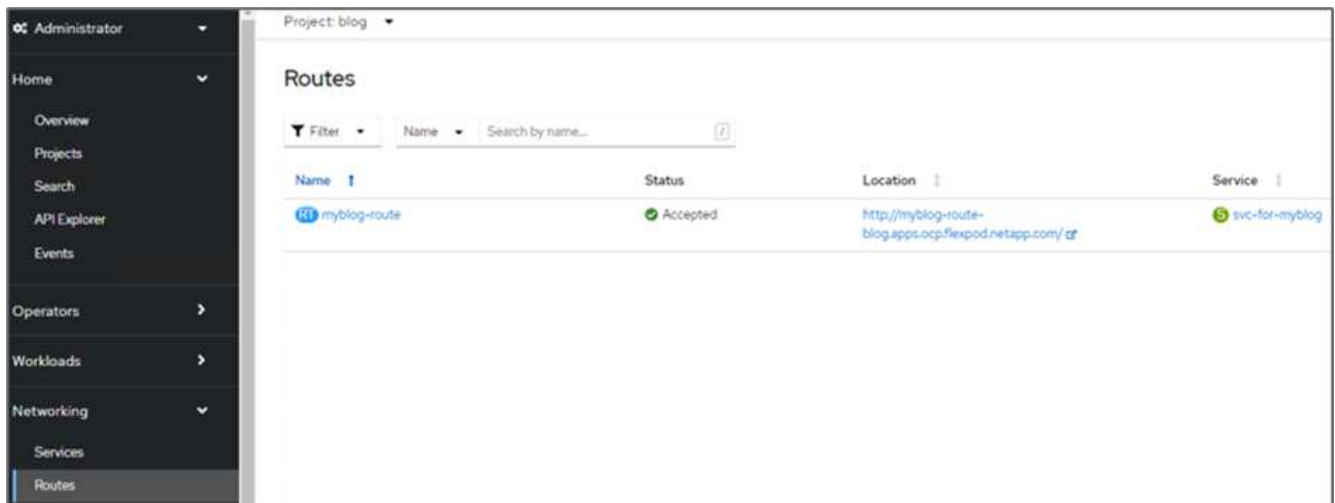 Administrator
Home
Overview
Projects
Search
API Explorer
Events
Operators
Workloads
Networking
Services
Routes
Project: blog
Routes
Filter
Name
Search by name...
/
Name
Status
Location
Service
RT myblog-route
Accepted
http://myblog-route-
blog.apps.ocp.flexpod.netapp.com/
S svc-for-myblog